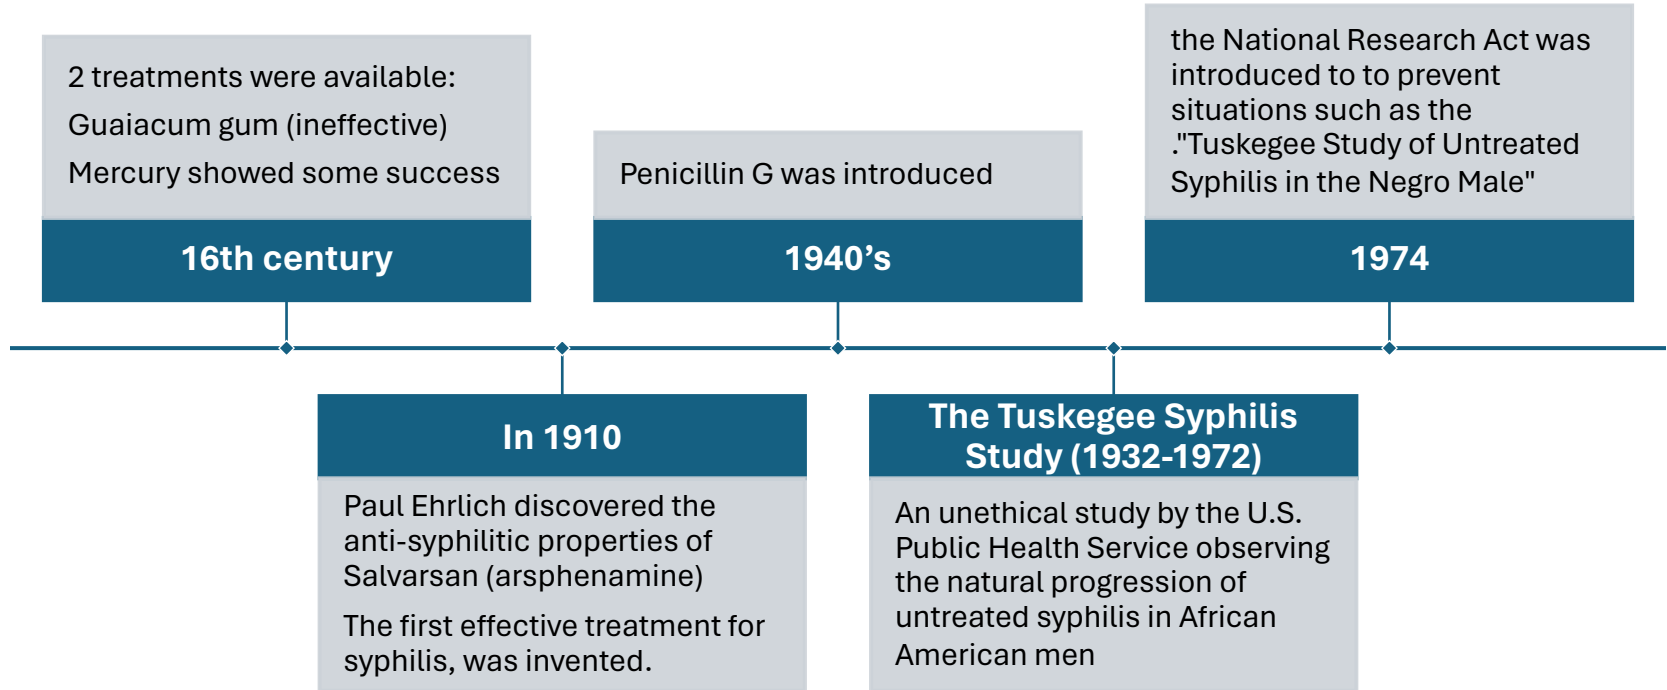 2 treatments were available:
Guaiacum gum (ineffective)
Mercury showed some success
16th century
In 1910
Paul Ehrlich discovered the
anti-syphilitic properties of
Salvarsan (arsphenamine)
The first effective treatment for
syphilis, was invented.
Penicillin G was introduced
1940’s
The Tuskegee Syphilis
Study (1932-1972)
An unethical study by the U.S.
Public Health Service observing
the natural progression of
untreated syphilis in African
American men
the National Research Act was
introduced to to prevent
situations such as the
."Tuskegee Study of Untreated
Syphilis in the Negro Male"
1974